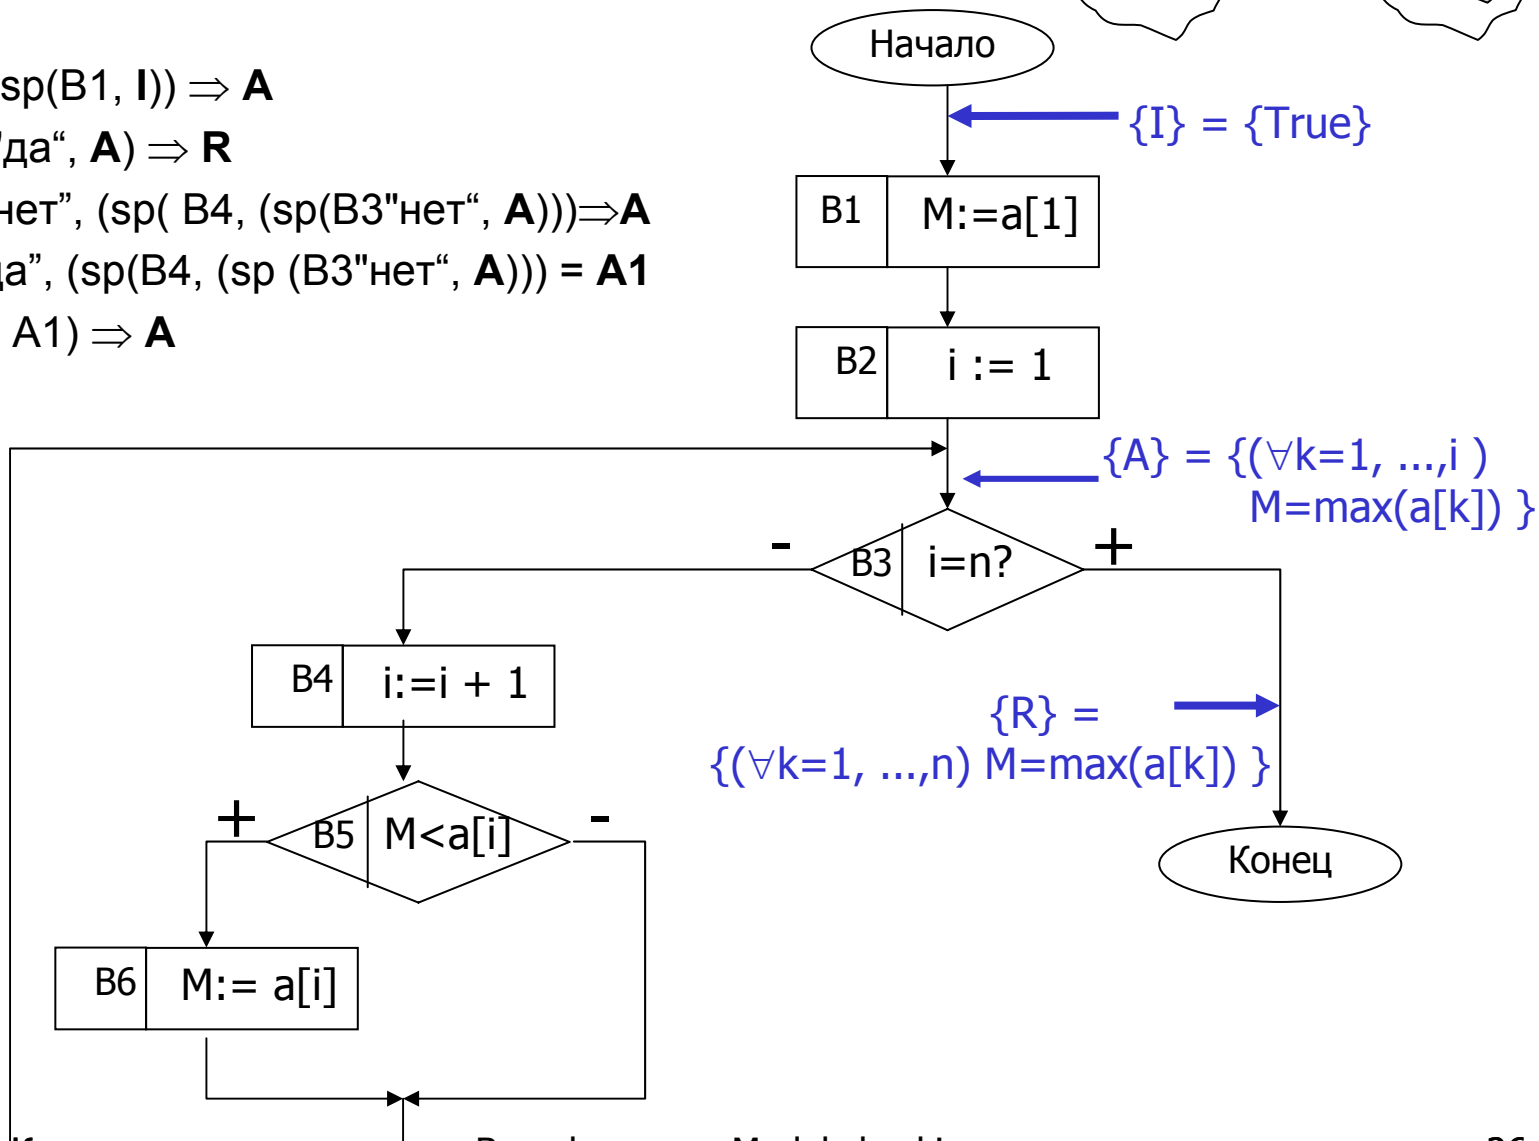 Начало
sp(B1, I)) ⇒ A
"да“, A) ⇒ R
нет”, (sp( B4, (sp(B3"нет“, A)))⇒A
да”, (sp(B4, (sp (B3"нет“, A))) = A1
A1) ⇒ A
{I} = {True}
B1 M:=a[1]
B2 i := 1
{A} = {(∀k=1, ...,i )
M=max(a[k]) }
- B3 i=n? +
B4 i:=i + 1
{R} =
{(∀k=1, ...,n) M=max(a[k]) }
+ B5 M<a[i] -
Конец
B6 M:= a[i]